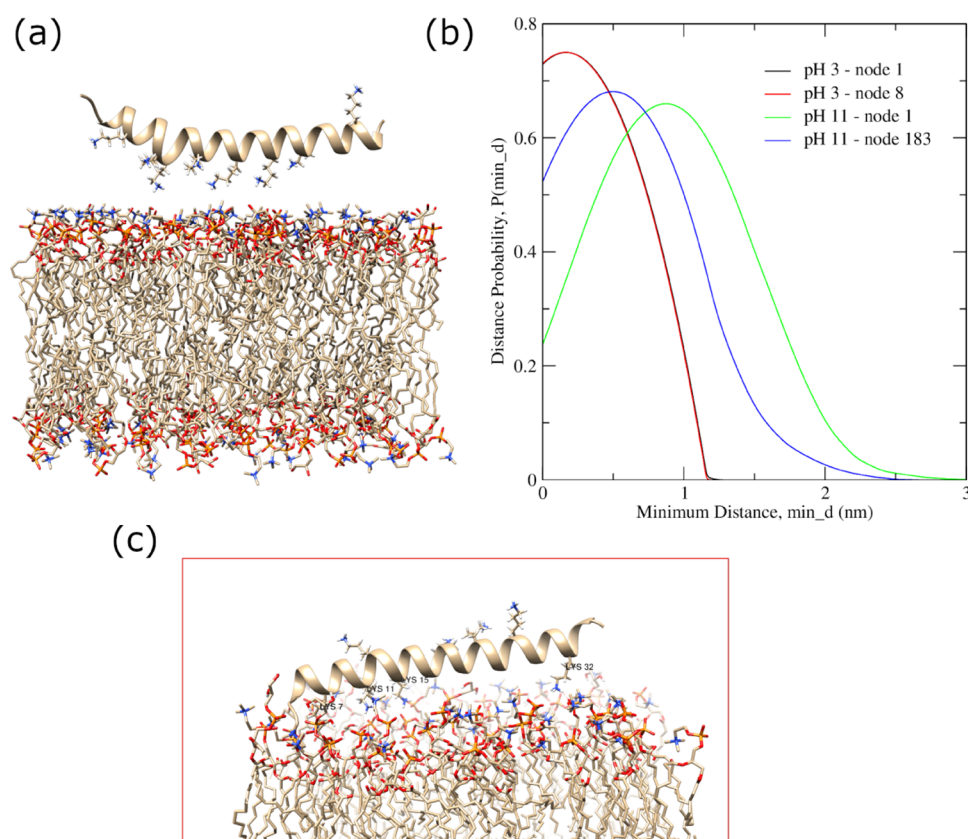 (a)
(b)
0.8
0.6
0.4
0.2
0
Distance Probability, P(min_d)
pH 3 - node 1
pH 3 - node 8
pH 11 - node 1
pH 11 - node 183
0 1 2 3
Minimum Distance, min_d (nm)
(c)
LYS 32
YS 15
LYS 11
LYS 7